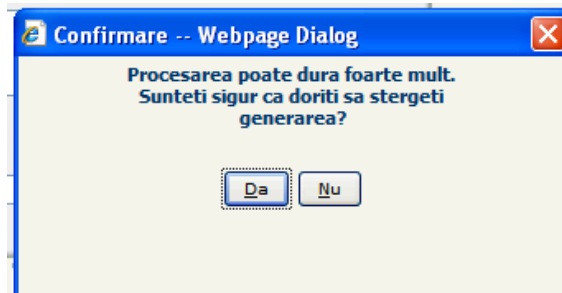 Confirmare -- Webpage Dialog
Procesarea poate dura foarte mult.
Sunteti sigur ca doriti sa stergeti
generarea?
Da Nu